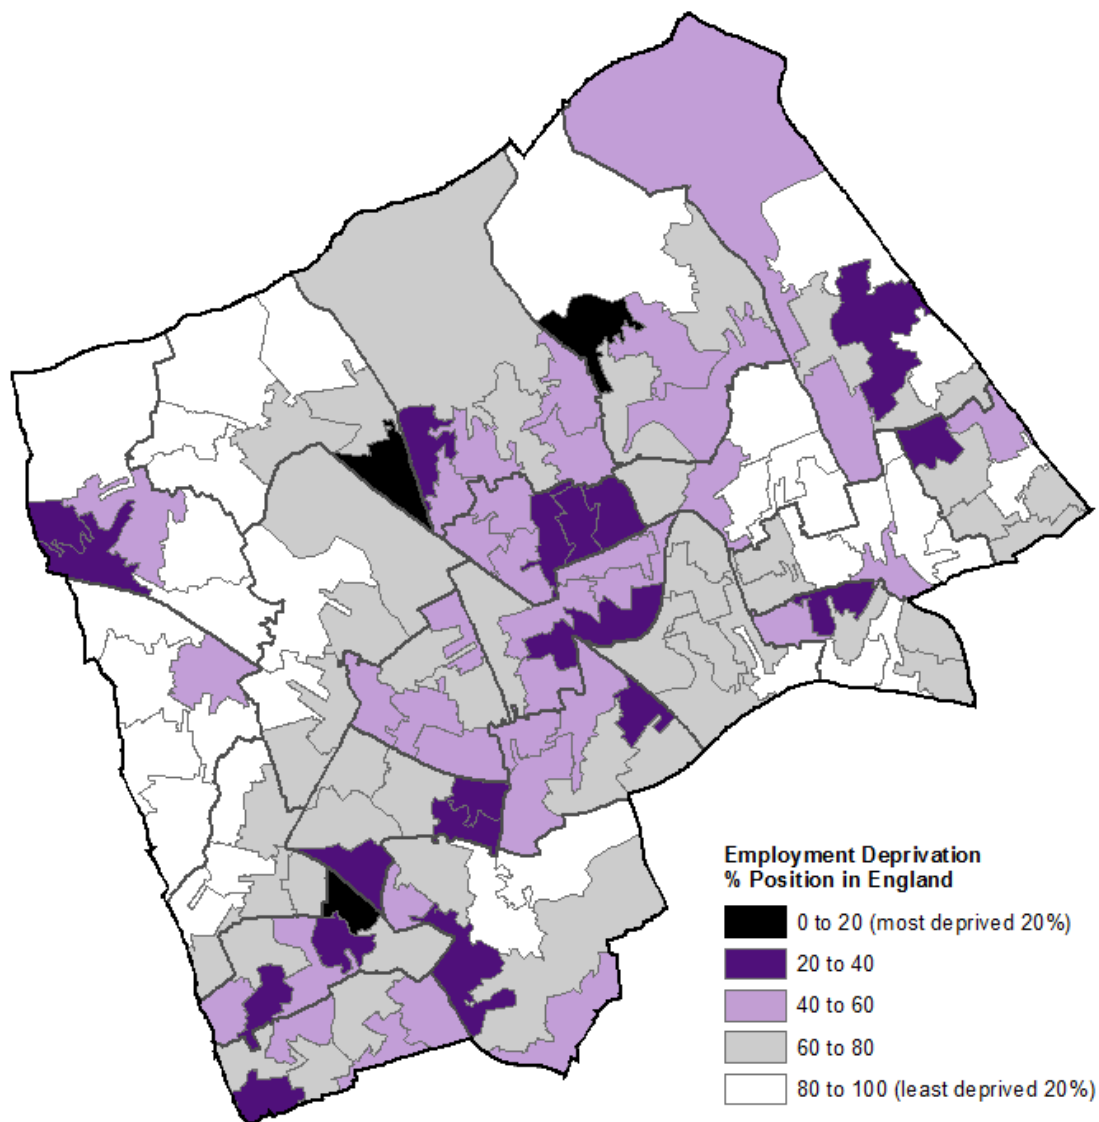 Employment Deprivation
% Position in England
0 to 20 (most deprived 20%)
20 to 40
40 to 60
60 to 80
80 to 100 (least deprived 20%)